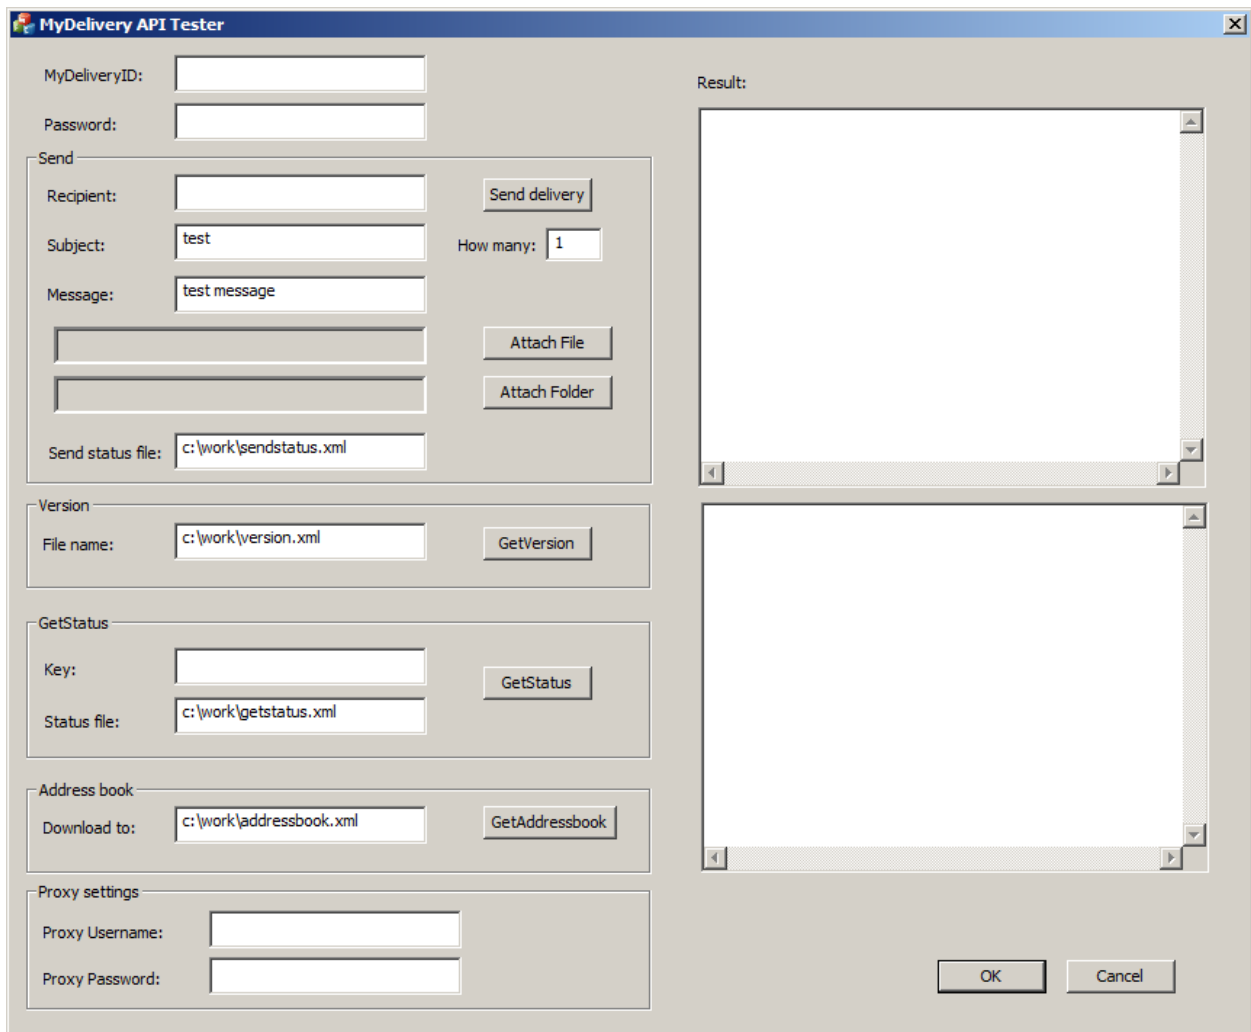 MyDelivery API Tester
MyDeliveryID:
Password:
Send
Recipient:
Send delivery
Subject:
test
How many:
1
Message:
test message
Attach File
Attach Folder
Send status file:
c:\work\sendstatus.xml
Version
File name:
c:\work\version.xml
GetVersion
GetStatus
Key:
GetStatus
Status file:
c:\work\getstatus.xml
Address book
Download to:
c:\work\addressbook.xml
GetAddressbook
Proxy settings
Proxy Username:
Proxy Password:
Result:
OK
Cancel